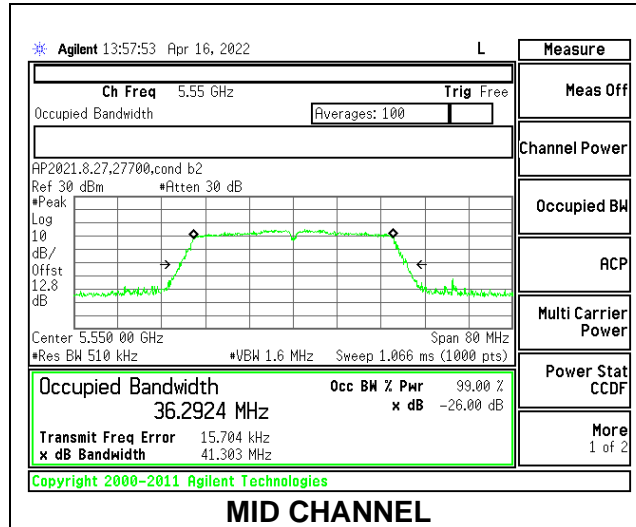 Agilent 13:57:53 Apr 16, 2022 L
Measure
Ch Freq 5.55 GHz Trig Free
Meas Off
Occupied Bandwidth Averages: 100
Channel Power
AP2021.8.27,27700,cond b2
Ref 30 dBm #Atten 30 dB
#Peak
Log
10
dB/
Offst
12.8
dB
Occupied BW
ACP
Multi Carrier
Power
Center 5.550 00 GHz Span 80 MHz
#Res BW 510 kHz #VBW 1.6 MHz Sweep 1.066 ms (1000 pts)
Power Stat
CCDF
Occupied Bandwidth Occ BW % Pwr 99.00 %
36.2924 MHz x dB -26.00 dB
Transmit Freq Error 15.704 kHz
x dB Bandwidth 41.303 MHz
More
1 of 2
Copyright 2000-2011 Agilent Technologies
MID CHANNEL